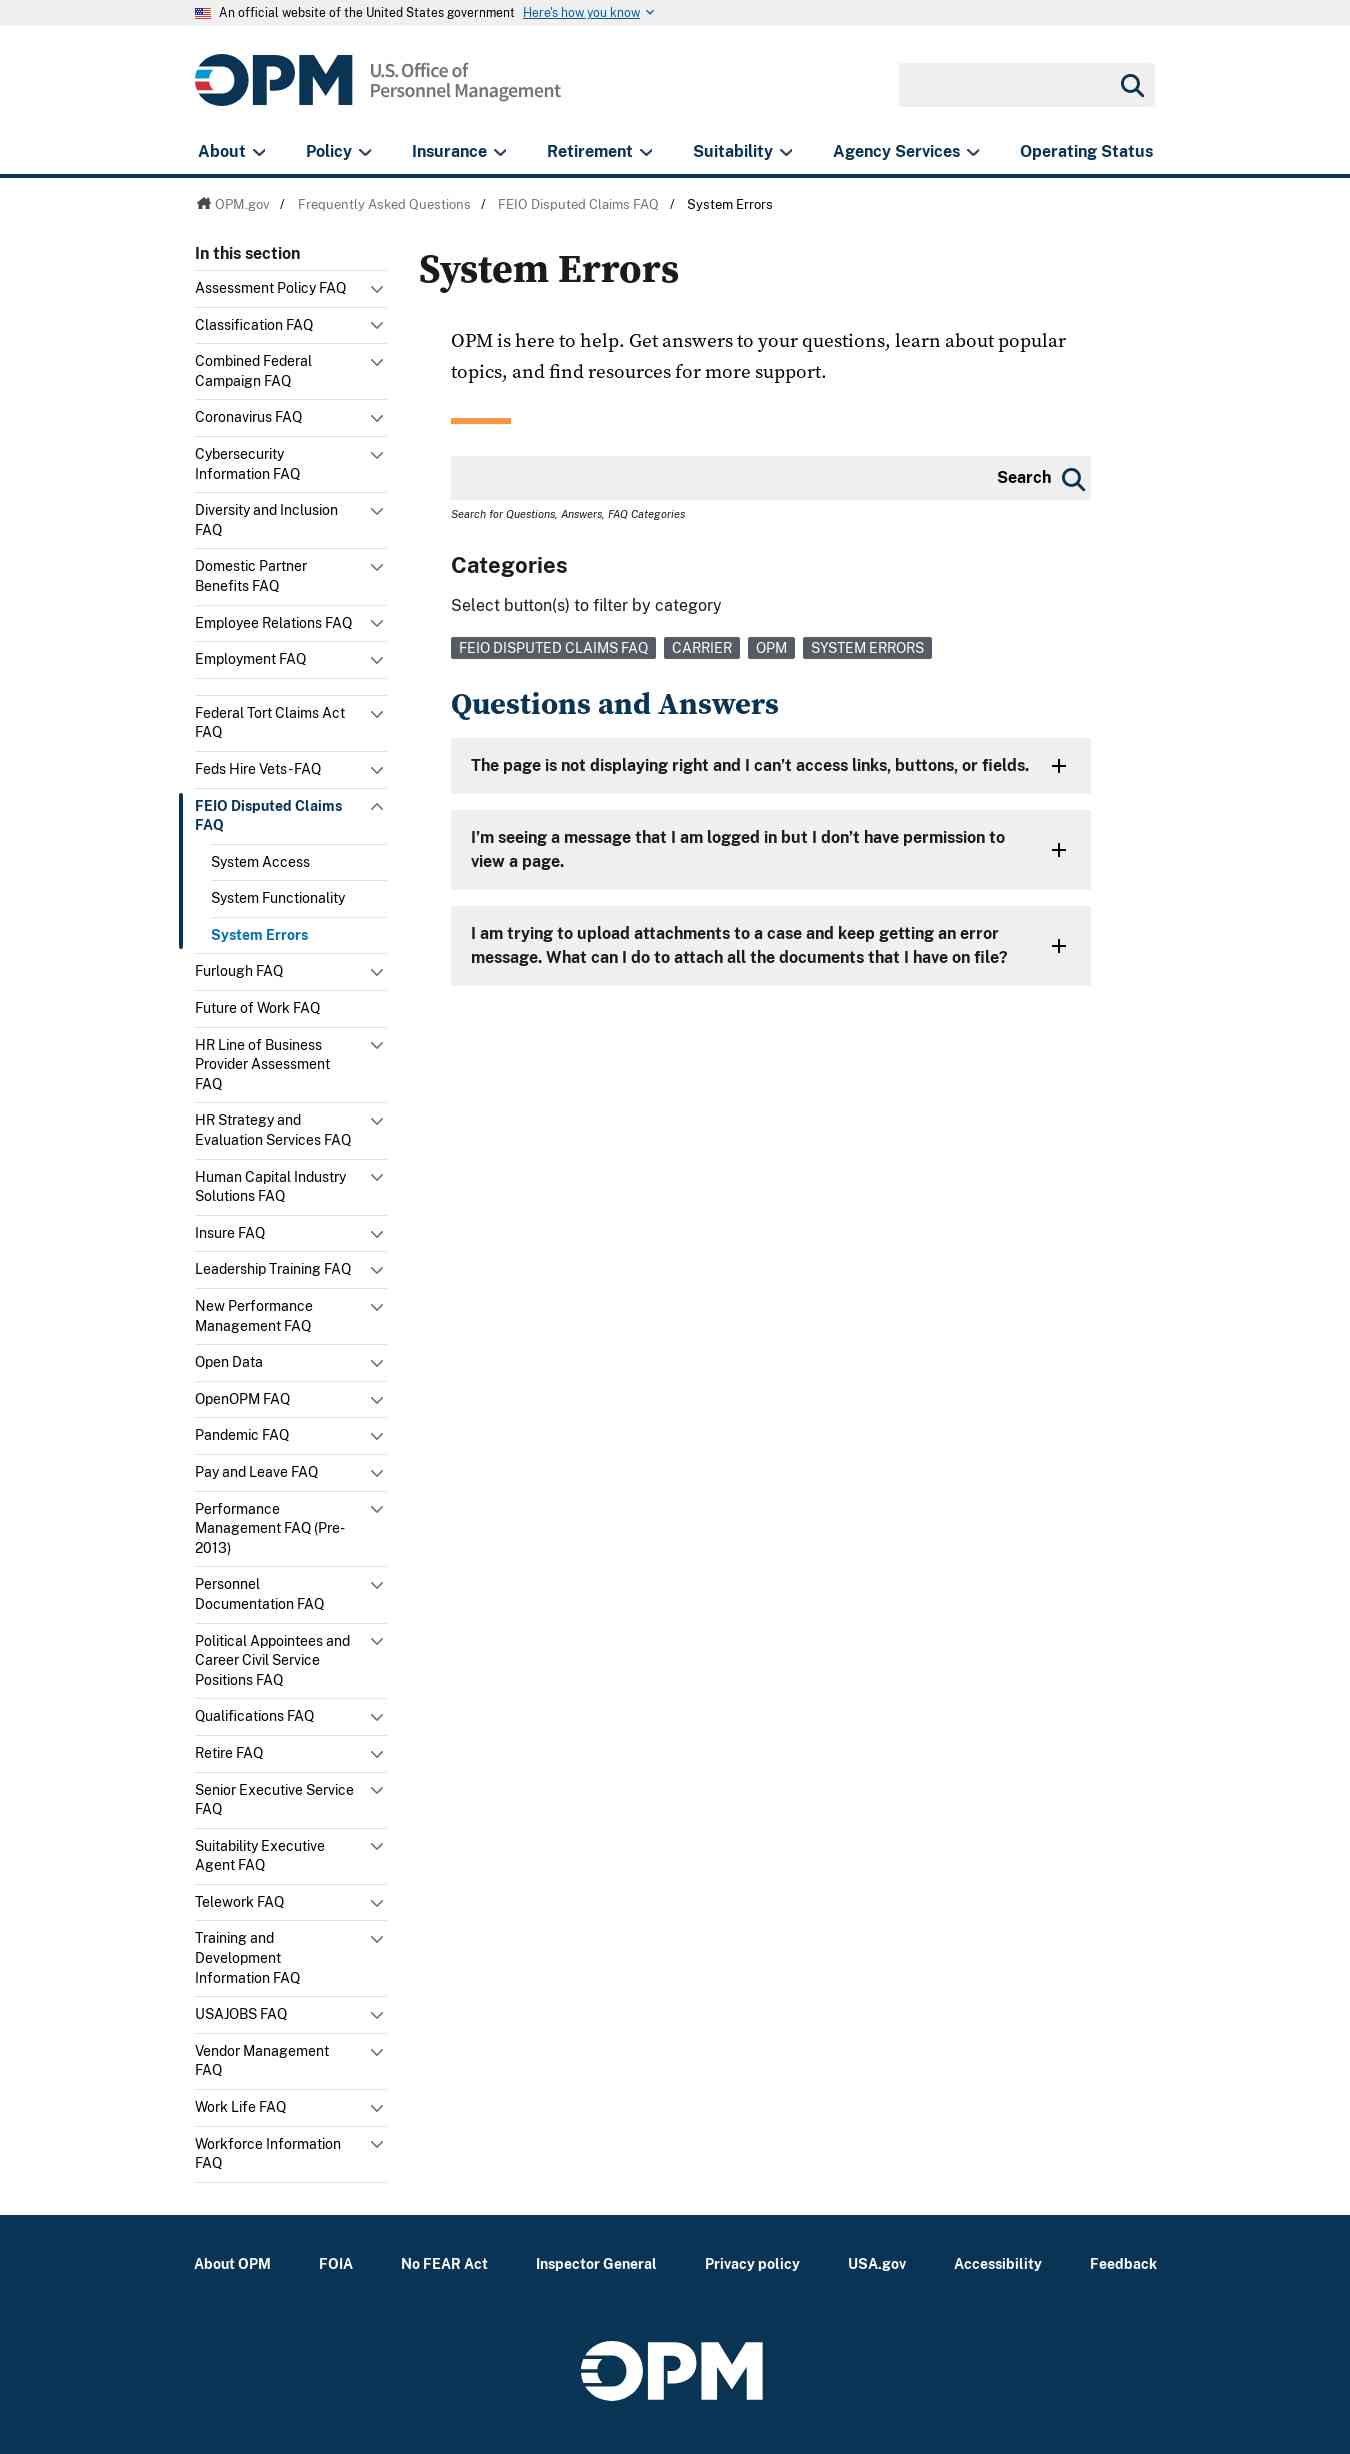 An official website of the United States government Here's how you know
OPM U.S. Office of
Personnel Management
About Policy Insurance Retirement Suitability Agency Services Operating Status
OPM.gov / Frequently Asked Questions / FEIO Disputed Claims FAQ / System Errors
In this section
Assessment Policy FAQ
Classification FAQ
Combined Federal
Campaign FAQ
Coronavirus FAQ
Cybersecurity
Information FAQ
Diversity and Inclusion
FAQ
Domestic Partner
Benefits FAQ
Employee Relations FAQ
Employment FAQ
Federal Tort Claims Act
FAQ
Feds Hire Vets-FAQ
FEIO Disputed Claims
FAQ
System Access
System Functionality
System Errors
Furlough FAQ
Future of Work FAQ
HR Line of Business
Provider Assessment
FAQ
HR Strategy and
Evaluation Services FAQ
Human Capital Industry
Solutions FAQ
Insure FAQ
Leadership Training FAQ
New Performance
Management FAQ
Open Data
OpenOPM FAQ
Pandemic FAQ
Pay and Leave FAQ
Performance
Management FAQ (Pre-
2013)
Personnel
Documentation FAQ
Political Appointees and
Career Civil Service
Positions FAQ
Qualifications FAQ
Retire FAQ
Senior Executive Service
FAQ
Suitability Executive
Agent FAQ
Telework FAQ
Training and
Development
Information FAQ
USAJOBS FAQ
Vendor Management
FAQ
Work Life FAQ
Workforce Information
FAQ
System Errors
OPM is here to help. Get answers to your questions, learn about popular
topics, and find resources for more support.
Search
Search for Questions, Answers, FAQ Categories
Categories
Select button(s) to filter by category
FEIO DISPUTED CLAIMS FAQ CARRIER OPM SYSTEM ERRORS
Questions and Answers
The page is not displaying right and I can’t access links, buttons, or fields.
I’m seeing a message that I am logged in but I don’t have permission to
view a page.
I am trying to upload attachments to a case and keep getting an error
message. What can I do to attach all the documents that I have on file?
About OPM FOIA No FEAR Act Inspector General Privacy policy USA.gov Accessibility Feedback
OPM